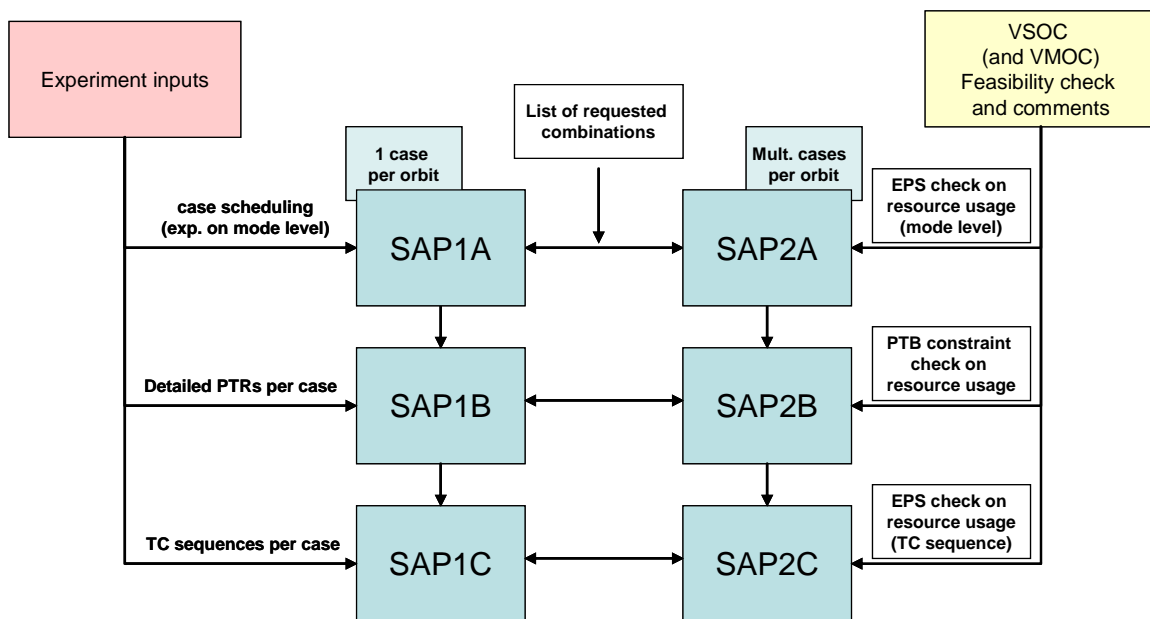 Experiment inputs
VSOC
(and VMOC)
Feasibility check
and comments
List of requested
combinations
1 case
per orbit
Mult. cases
per orbit
case scheduling
(exp. on mode level)
SAP1A
SAP2A
EPS check on
resource usage
(mode level)
Detailed PTRs per case
SAP1B
SAP2B
PTB constraint
check on
resource usage
TC sequences per case
SAP1C
SAP2C
EPS check on
resource usage
(TC sequence)